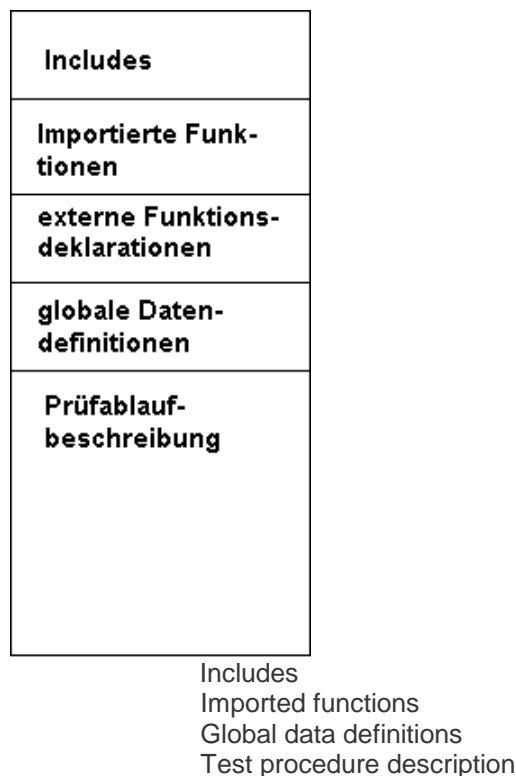 Includes
Importierte Funk-
tionen
externe Funktions-
deklarationen
globale Daten-
definitionen
Prüfablauf-
beschreibung
Includes
Imported functions
Global data definitions
Test procedure description